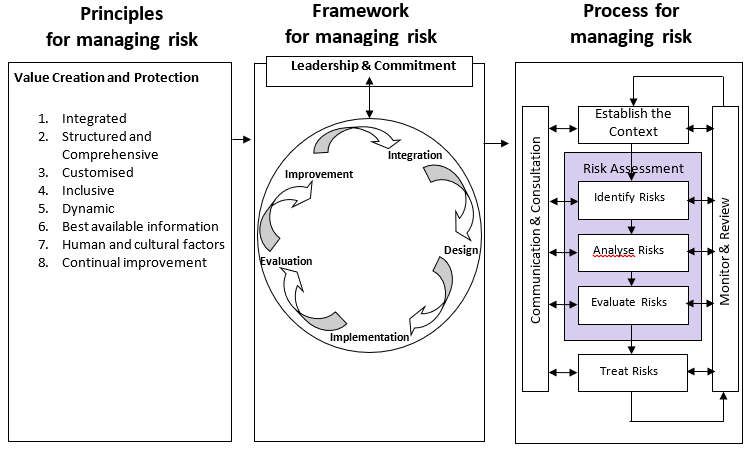 Principles
for managing risk
Value Creation and Protection
1. Integrated
2. Structured and
Comprehensive
3. Customised
4. Inclusive
5. Dynamic
6. Best available information
7. Human and cultural factors
8. Continual improvement
Framework
for managing risk
Leadership & Commitment
Integration
Design
Implementation
Evaluation
Improvement
Process for
managing risk
Communication & Consultation
Establish the
Context
Risk Assessment
Identify Risks
Analyse Risks
Evaluate Risks
Treat Risks
Monitor & Review